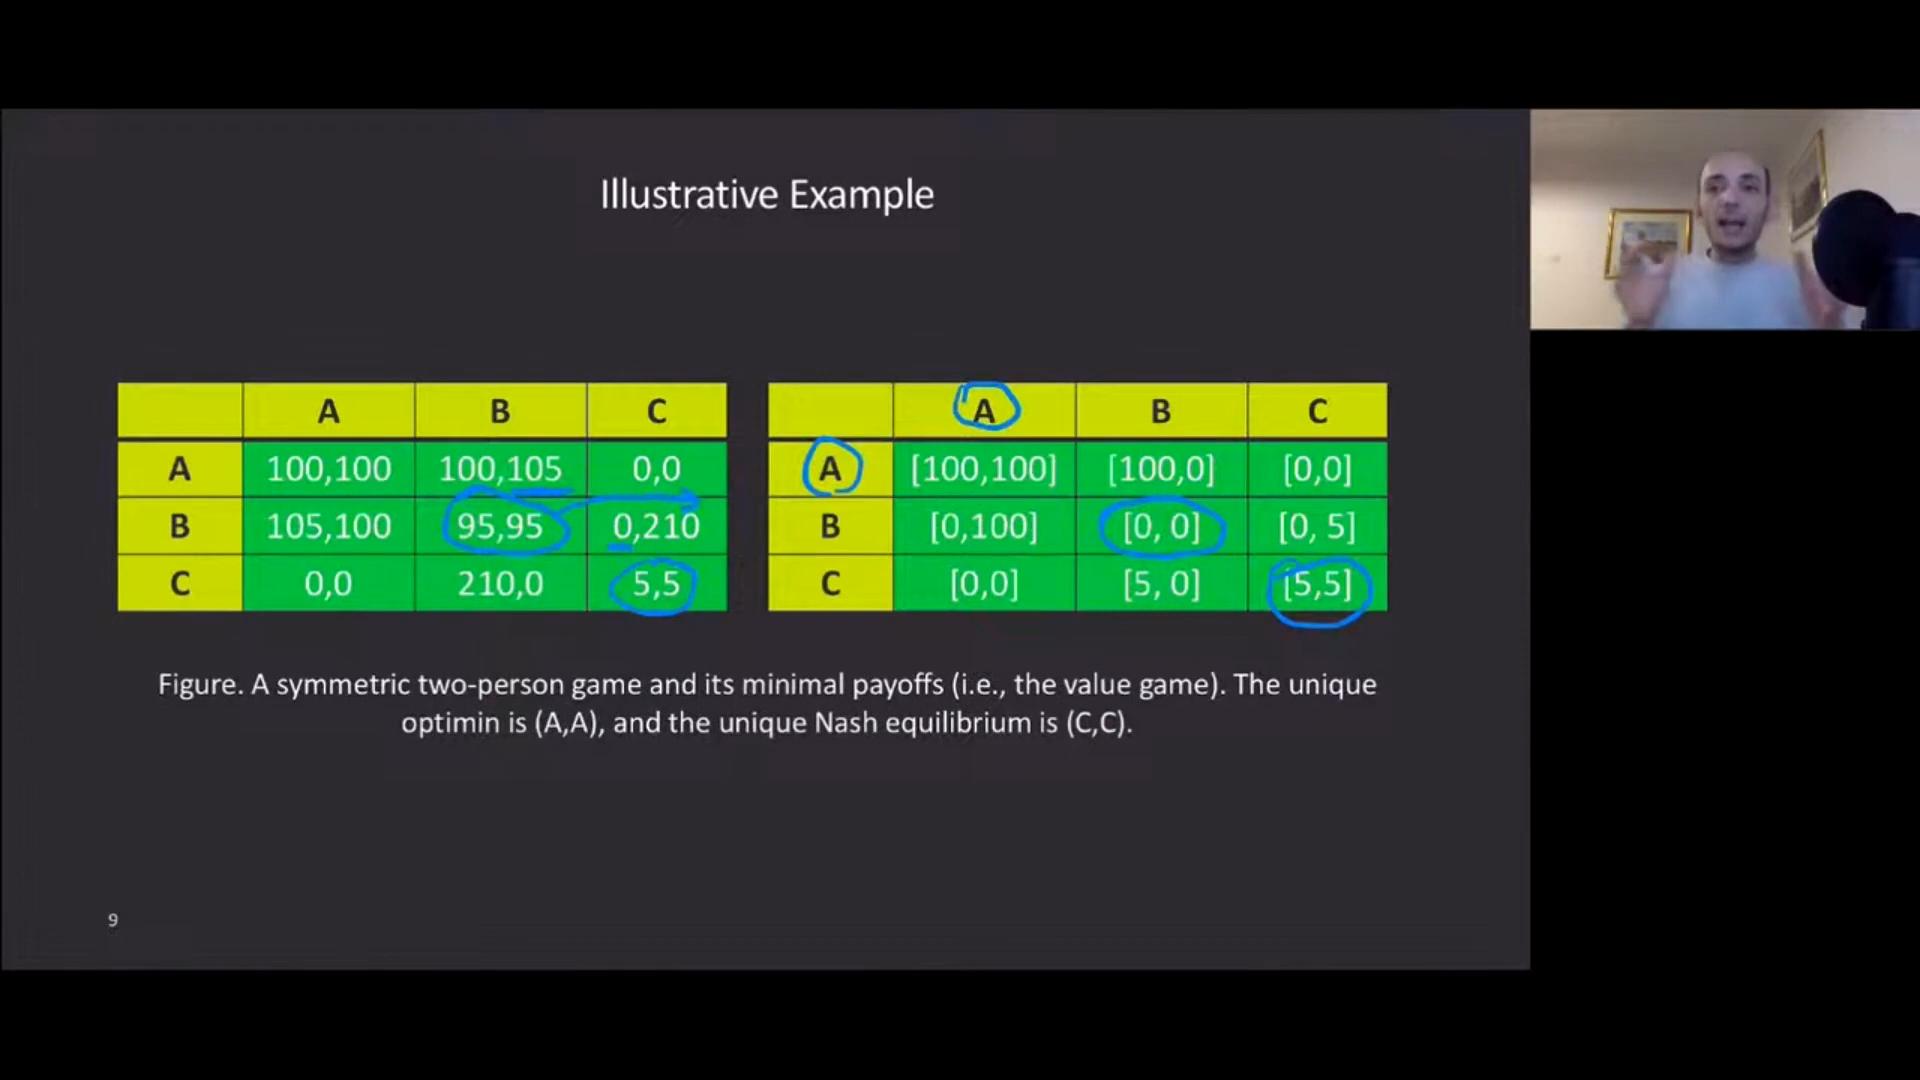 Illustrative Example
A B C
A 100,100 100,105 0,0
B 105,100 95,95 0,210
C 0,0 210,0 5,5
A B C
A [100,100] [100,0] [0,0]
B [0,100] [0, 0] [0, 5]
C [0,0] [5, 0] [5,5]
Figure. A symmetric two-person game and its minimal payoffs (i.e., the value game). The unique
optimin is (A,A), and the unique Nash equilibrium is (C,C).
9